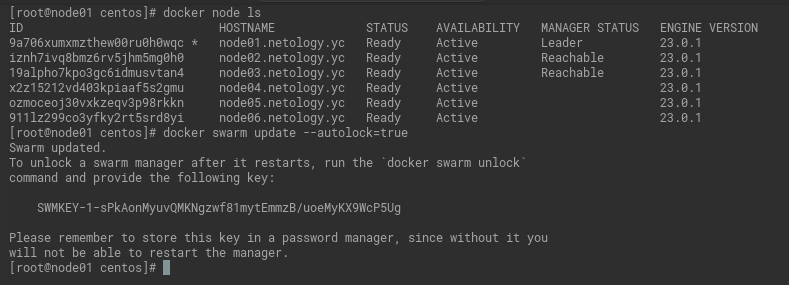 [root@node01 centos]# docker node ls
ID HOSTNAME STATUS AVAILABILITY MANAGER STATUS ENGINE VERSION
9a706xumxmzthew00ru0h0wqc * node01.netology.yc Ready Active Leader 23.0.1
iznh7ivq8bmz6rv5jhm5mg0h0 node02.netology.yc Ready Active Reachable 23.0.1
19alpho7kpo3gc6idmusvtan4 node03.netology.yc Ready Active Reachable 23.0.1
x2z15212vd403kpiaaf5s2gmu node04.netology.yc Ready Active 23.0.1
ozmoceoj30vxkzeqv3p98rkkn node05.netology.yc Ready Active 23.0.1
911lz299co3yfky2rt5srd8yi node06.netology.yc Ready Active 23.0.1
[root@node01 centos]# docker swarm update --autolock=true
Swarm updated.
To unlock a swarm manager after it restarts, run the `docker swarm unlock`
command and provide the following key:
SWMKEY-1-sPkAonMyuvQMKNgzwf81mytEmmzB/uoeMyKX9WcP5Ug
Please remember to store this key in a password manager, since without it you
will not be able to restart the manager.
[root@node01 centos]#